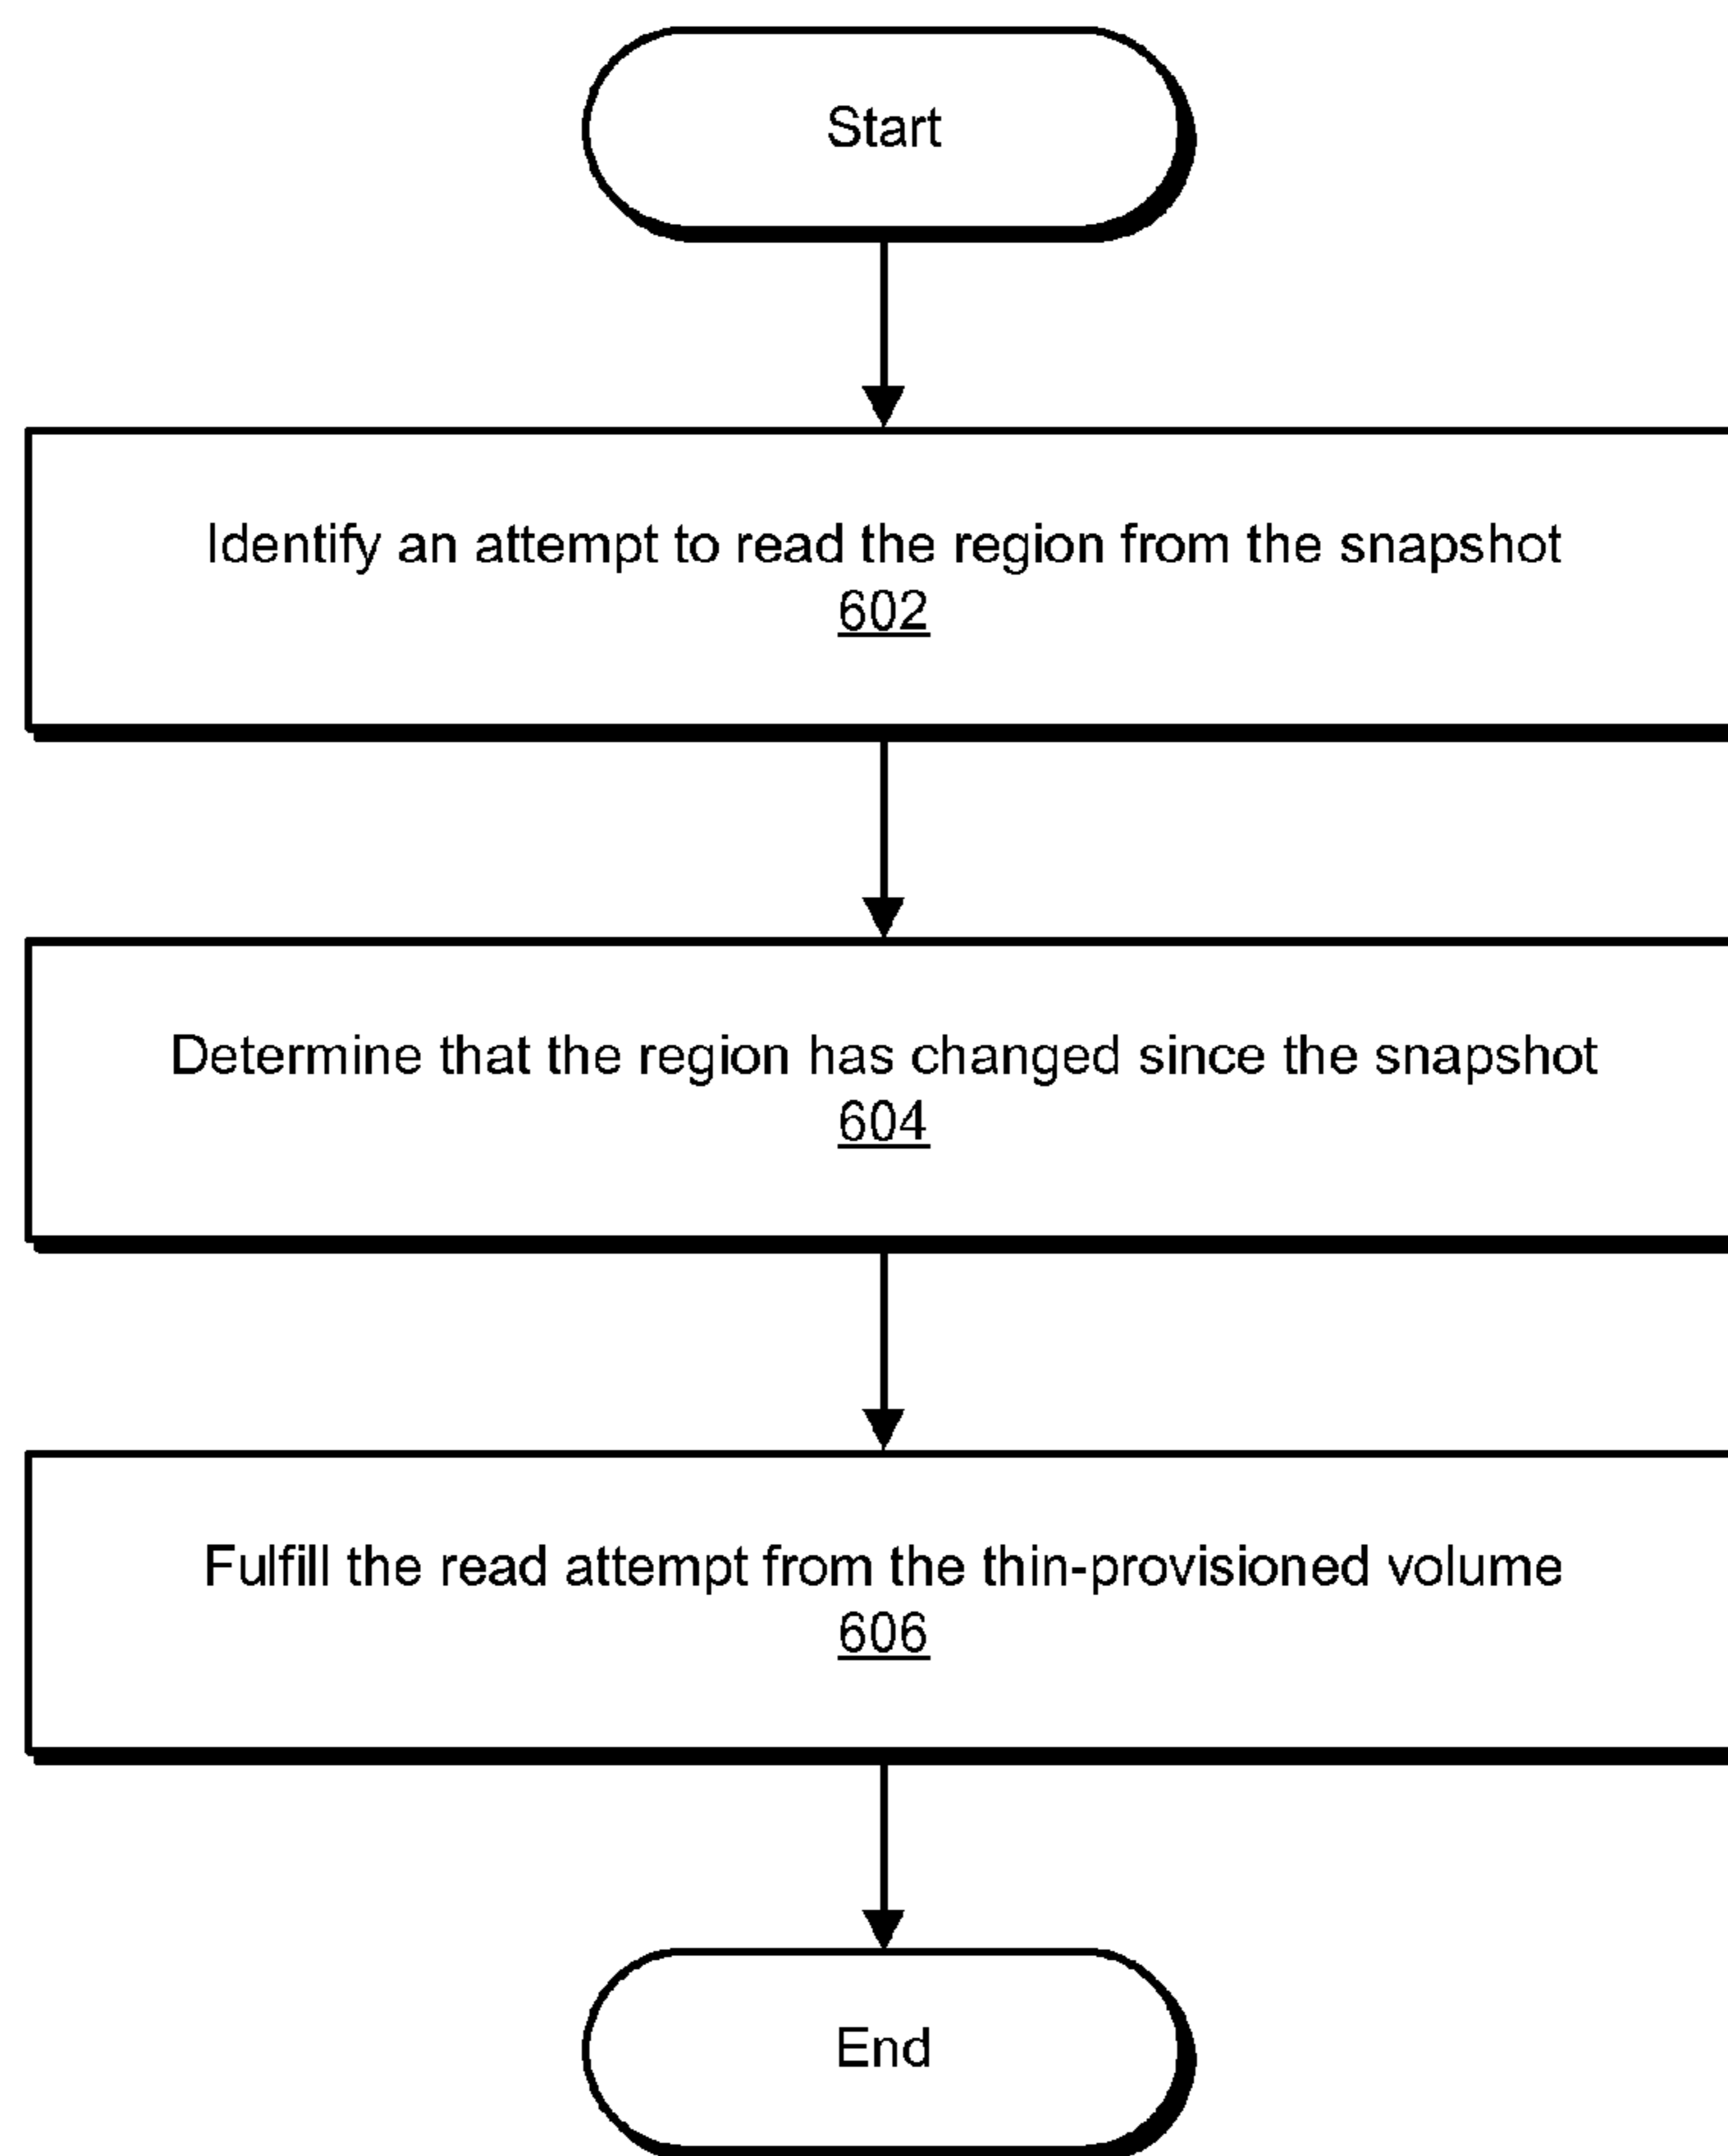 Start
Identify an attempt to read the region from the snapshot
602
Determine that the region has changed since the snapshot
604
Fulfill the read attempt from the thin-provisioned volume
606
End